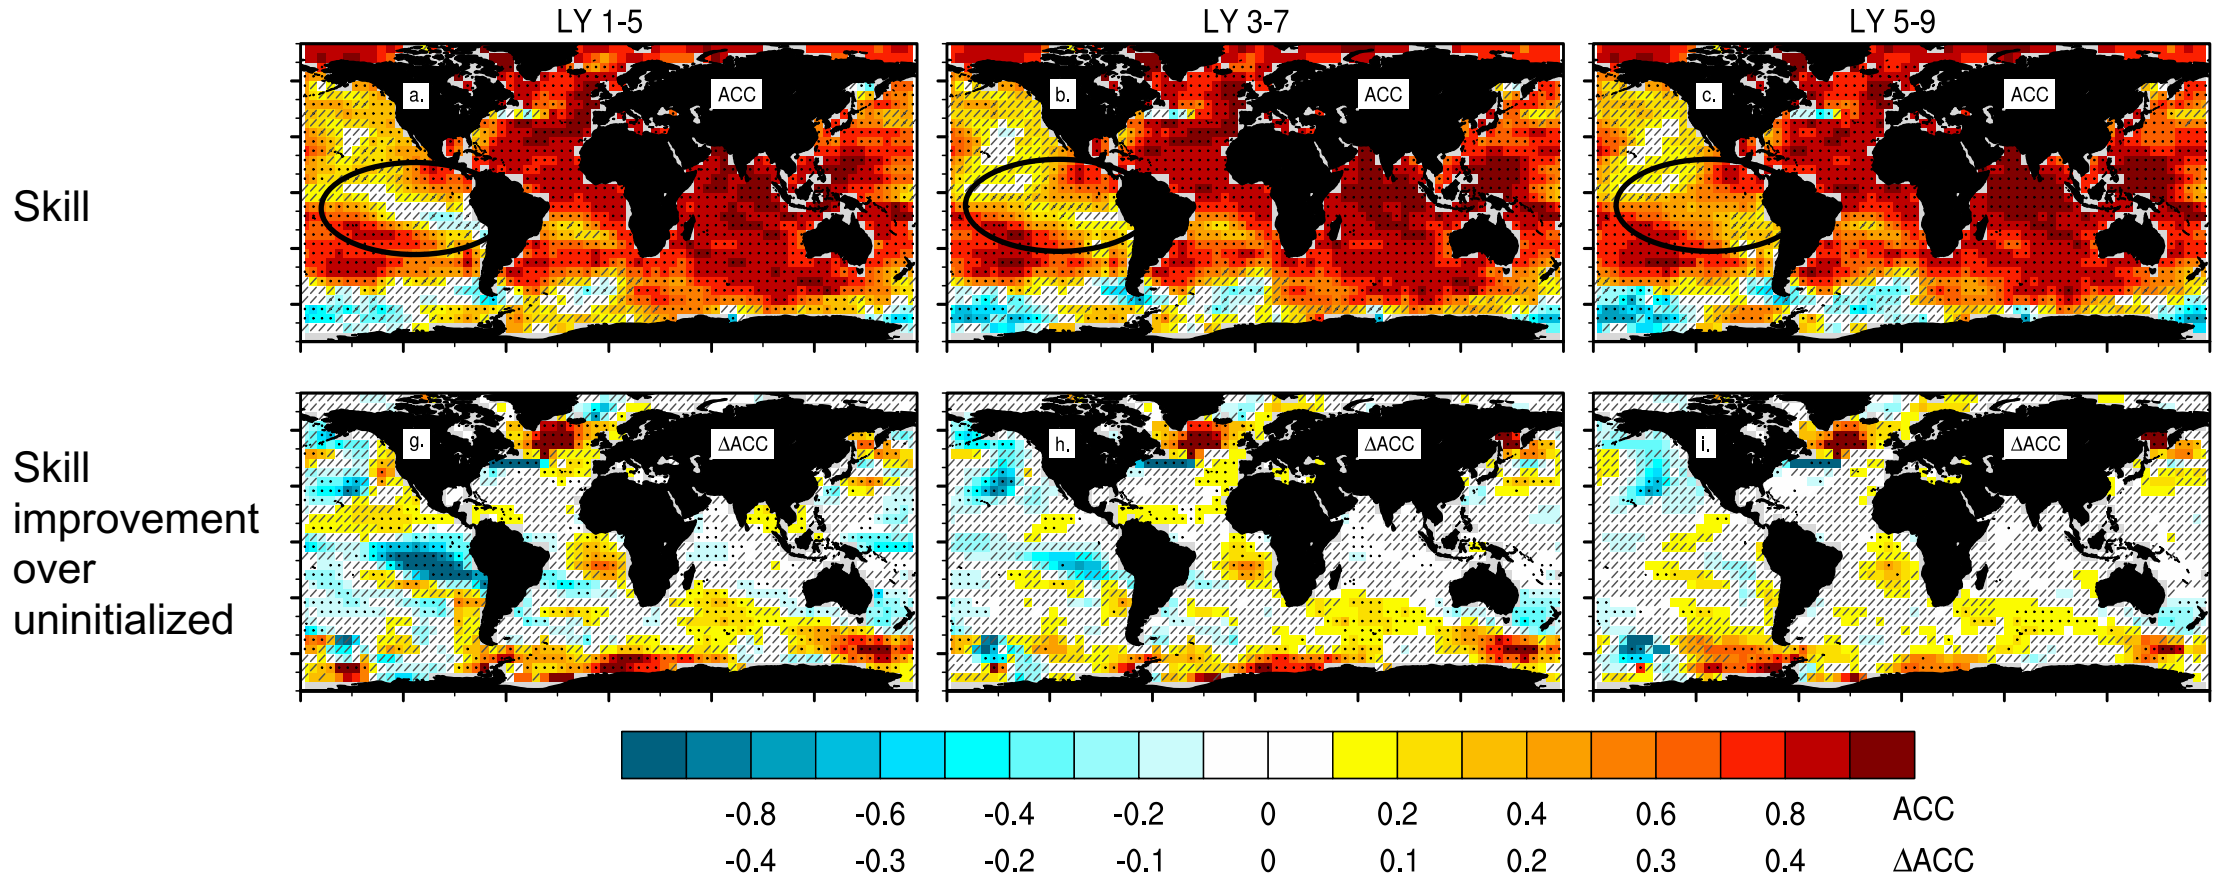 LY 1-5
LY 3-7
LY 5-9
Skill
a.
ACC
b.
ACC
c.
ACC
Skill
improvement
over
uninitialized
g.
ΔACC
h.
ΔACC
i.
ΔACC
-0.8 -0.6 -0.4 -0.2 0 0.2 0.4 0.6 0.8 ACC
-0.4 -0.3 -0.2 -0.1 0 0.1 0.2 0.3 0.4 ΔACC